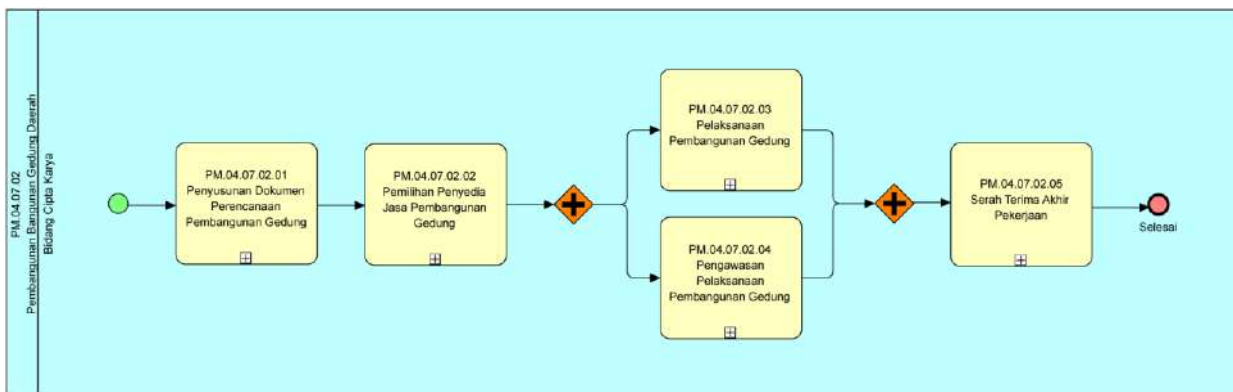 PM.04.07.02
Pembangunan Bangunan Gedung Daerah
Bidang Cipta Karya
PM.04.07.02.01
Penyusunan Dokumen
Perencanaan
Pembangunan Gedung
PM.04.07.02.02
Pemilihan Penyedia
Jasa Pembangunan
Gedung
PM.04.07.02.03
Pelaksanaan
Pembangunan Gedung
PM.04.07.02.04
Pengawasan
Pelaksanaan
Pembangunan Gedung
PM.04.07.02.05
Serah Terima Akhir
Pekerjaan
Selesai